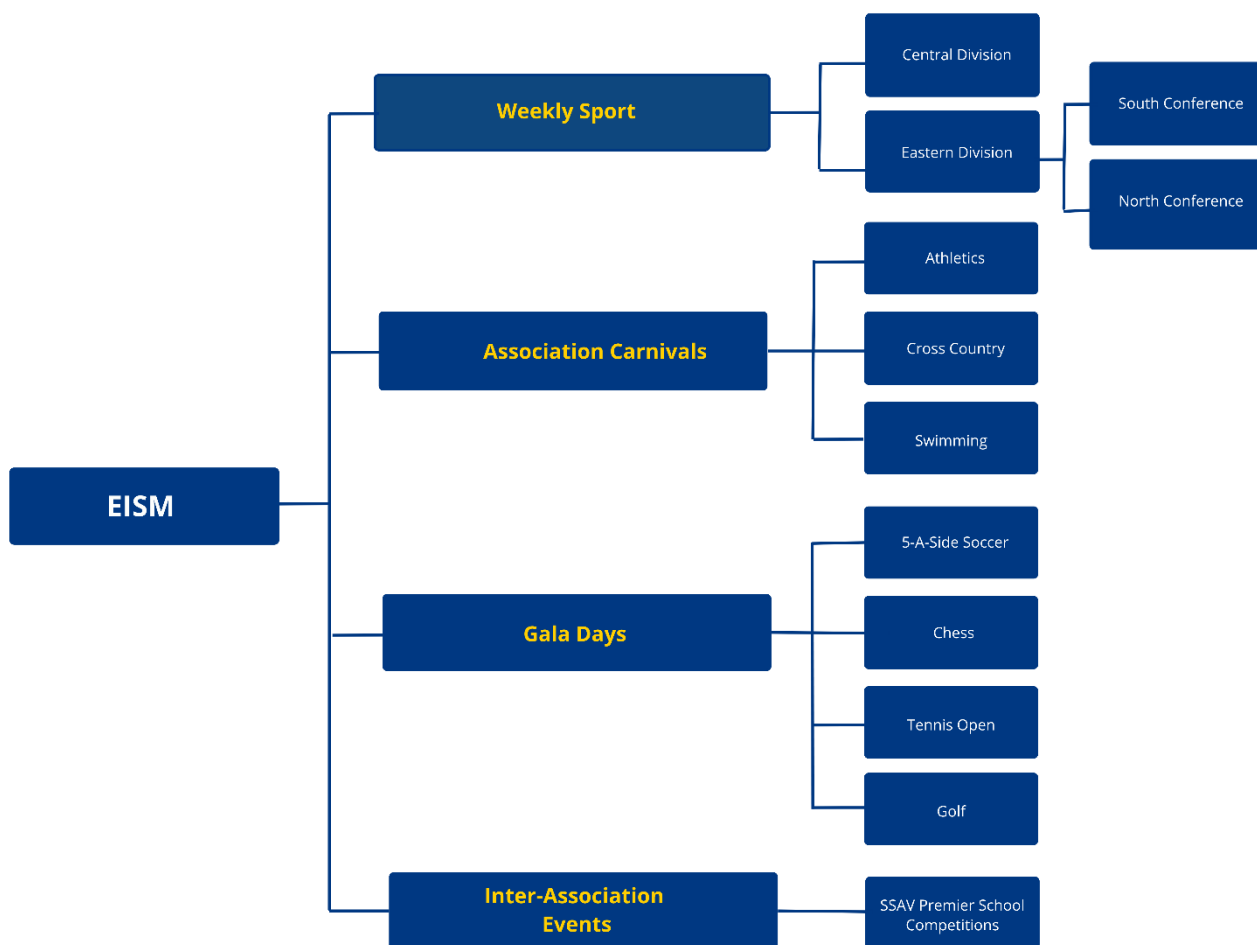 EISM
Weekly Sport
Central Division
Eastern Division
South Conference
North Conference
Association Carnivals
Athletics
Cross Country
Swimming
Gala Days
5-A-Side Soccer
Chess
Tennis Open
Golf
Inter-Association
Events
SSAV Premier School
Competitions